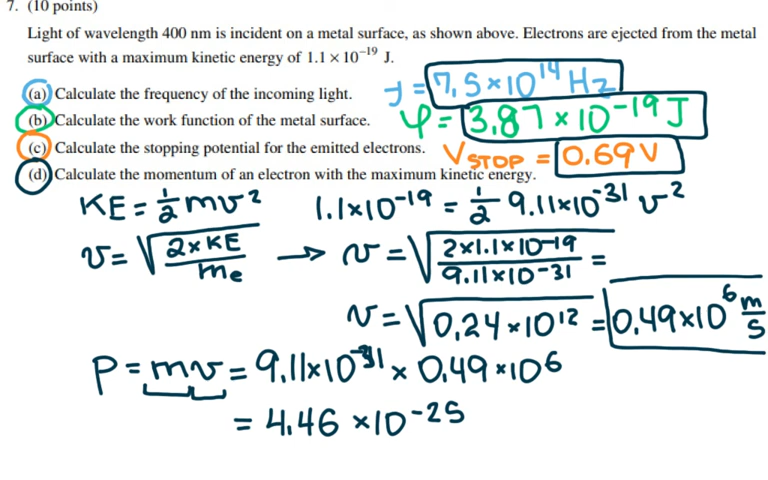 7. (10 points)
Light of wavelength 400 nm is incident on a metal surface, as shown above. Electrons are ejected from the metal
surface with a maximum kinetic energy of 1.1 × 10⁻¹⁹ J.
(a) Calculate the frequency of the incoming light. f = 7,5×10¹⁴ Hz
(b) Calculate the work function of the metal surface. φ = 3.87 × 10⁻¹⁹ J
(c) Calculate the stopping potential for the emitted electrons. V STOP = 0.69 V
(d) Calculate the momentum of an electron with the maximum kinetic energy.
KE = ½ mv² 1.1×10⁻¹⁹ = ½ 9.11×10⁻³¹ v²
v = √(2×KE / me) → v = √(2×1.1×10⁻¹⁹ / 9.11×10⁻³¹) =
v = √(0,24×10¹²) = 0,49×10⁶ m/s
P = mv = 9.11×10⁻³¹ × 0.49×10⁶
= 4.46 ×10⁻²⁵